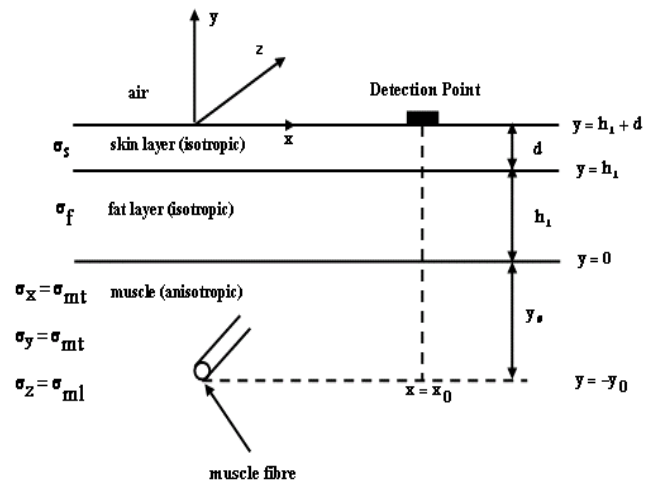 y
z
air
Detection Point
y = h₁ + d
σₛ
skin layer (isotropic)
x
d
y = h₁
σf
fat layer (isotropic)
h₁
y = 0
σx = σmt
muscle (anisotropic)
σy = σmt
y₀
σz = σml
x = x₀
y = −y₀
muscle fibre